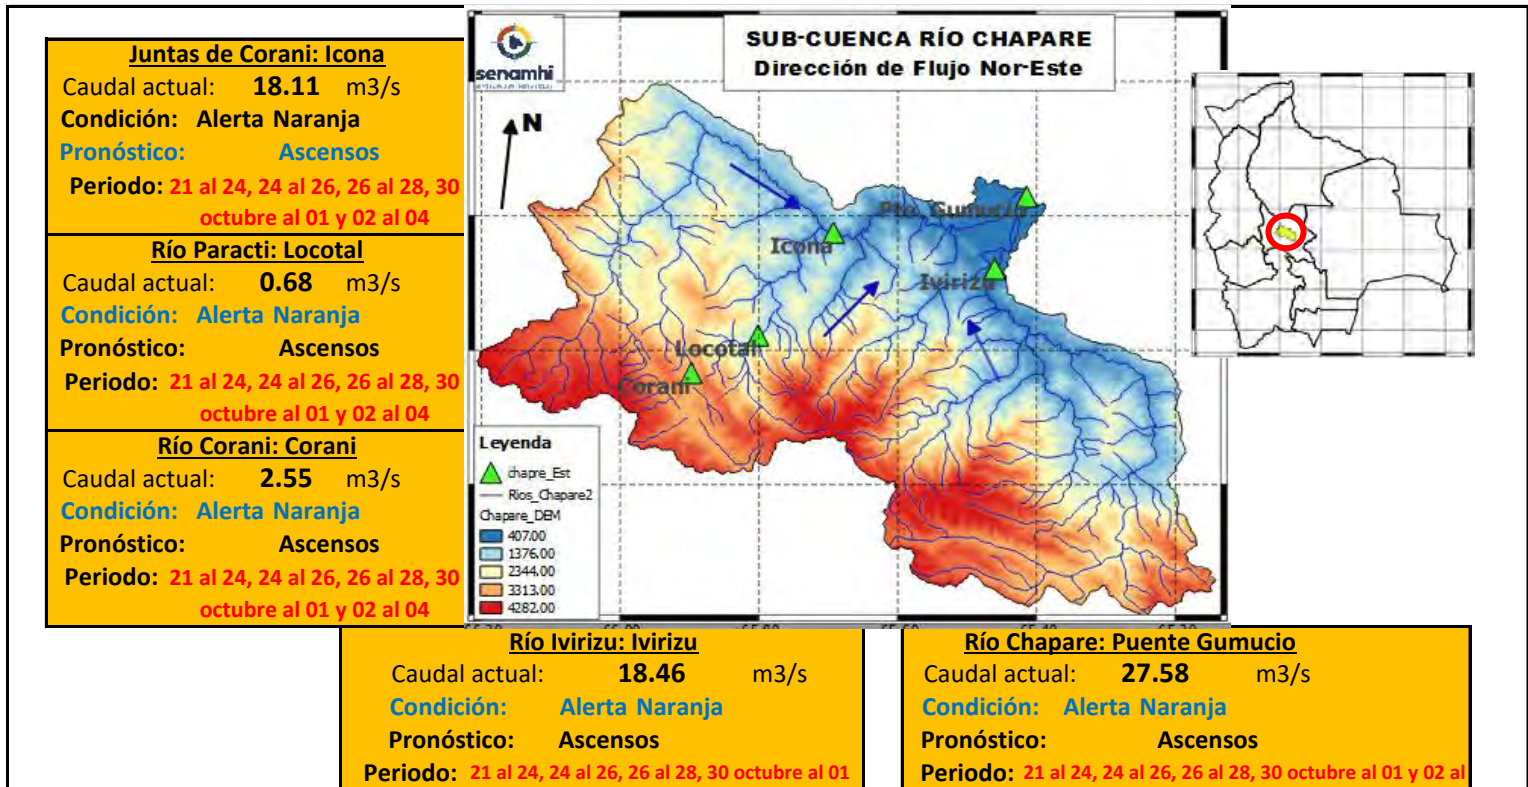 Juntas de Corani: Icona
Caudal actual: 18.11 m3/s
Condición: Alerta Naranja
Pronóstico: Ascensos
Periodo: 21 al 24, 24 al 26, 26 al 28, 30
octubre al 01 y 02 al 04
Río Paracti: Locotal
Caudal actual: 0.68 m3/s
Condición: Alerta Naranja
Pronóstico: Ascensos
Periodo: 21 al 24, 24 al 26, 26 al 28, 30
octubre al 01 y 02 al 04
Río Corani: Corani
Caudal actual: 2.55 m3/s
Condición: Alerta Naranja
Pronóstico: Ascensos
Periodo: 21 al 24, 24 al 26, 26 al 28, 30
octubre al 01 y 02 al 04
senamhi
SUB-CUENCA RÍO CHAPARE
Dirección de Flujo Nor-Este
N
Pto. Gumucio
Icona
Ivirizu
Locotal
Corani
Leyenda
chapre_Est
Rios_Chapare2
Chapare_DEM
407.00
1376.00
2344.00
3313.00
4282.00
Río Ivirizu: Ivirizu
Caudal actual: 18.46 m3/s
Condición: Alerta Naranja
Pronóstico: Ascensos
Periodo: 21 al 24, 24 al 26, 26 al 28, 30 octubre al 01
Río Chapare: Puente Gumucio
Caudal actual: 27.58 m3/s
Condición: Alerta Naranja
Pronóstico: Ascensos
Periodo: 21 al 24, 24 al 26, 26 al 28, 30 octubre al 01 y 02 al